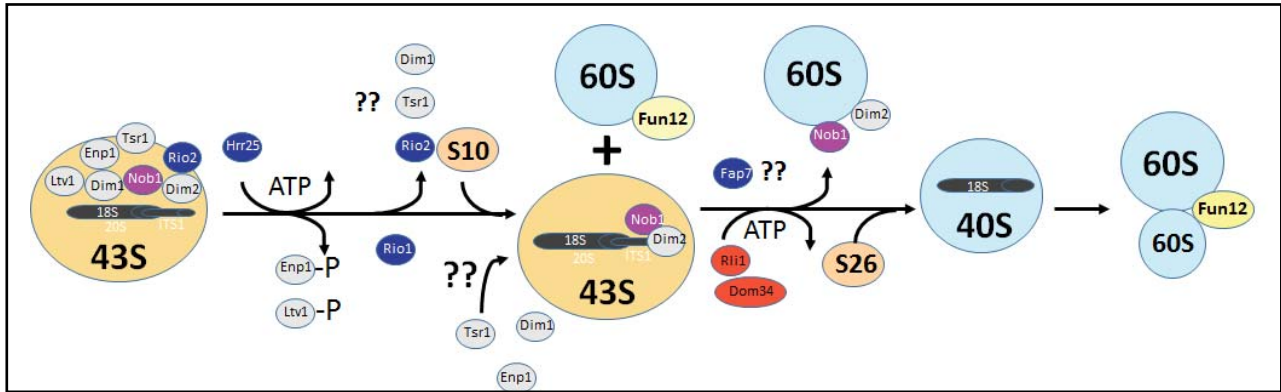 Tsr1
Enp1
Rio2
Ltv1
Dim1
Nob1
Dim2
18S
20S
ITS1
43S
Hrr25
ATP
Enp1 -P
Ltv1 -P
Dim1
?? Tsr1
Rio2 S10
Rio1
??
Tsr1
Dim1
Enp1
60S
Fun12
+
Nob1
18S
Dim2
20S
ITS1
43S
60S
Dim2
Nob1
Fap7 ??
ATP
Rli1
Dom34
S26
18S
40S
60S
Fun12
60S